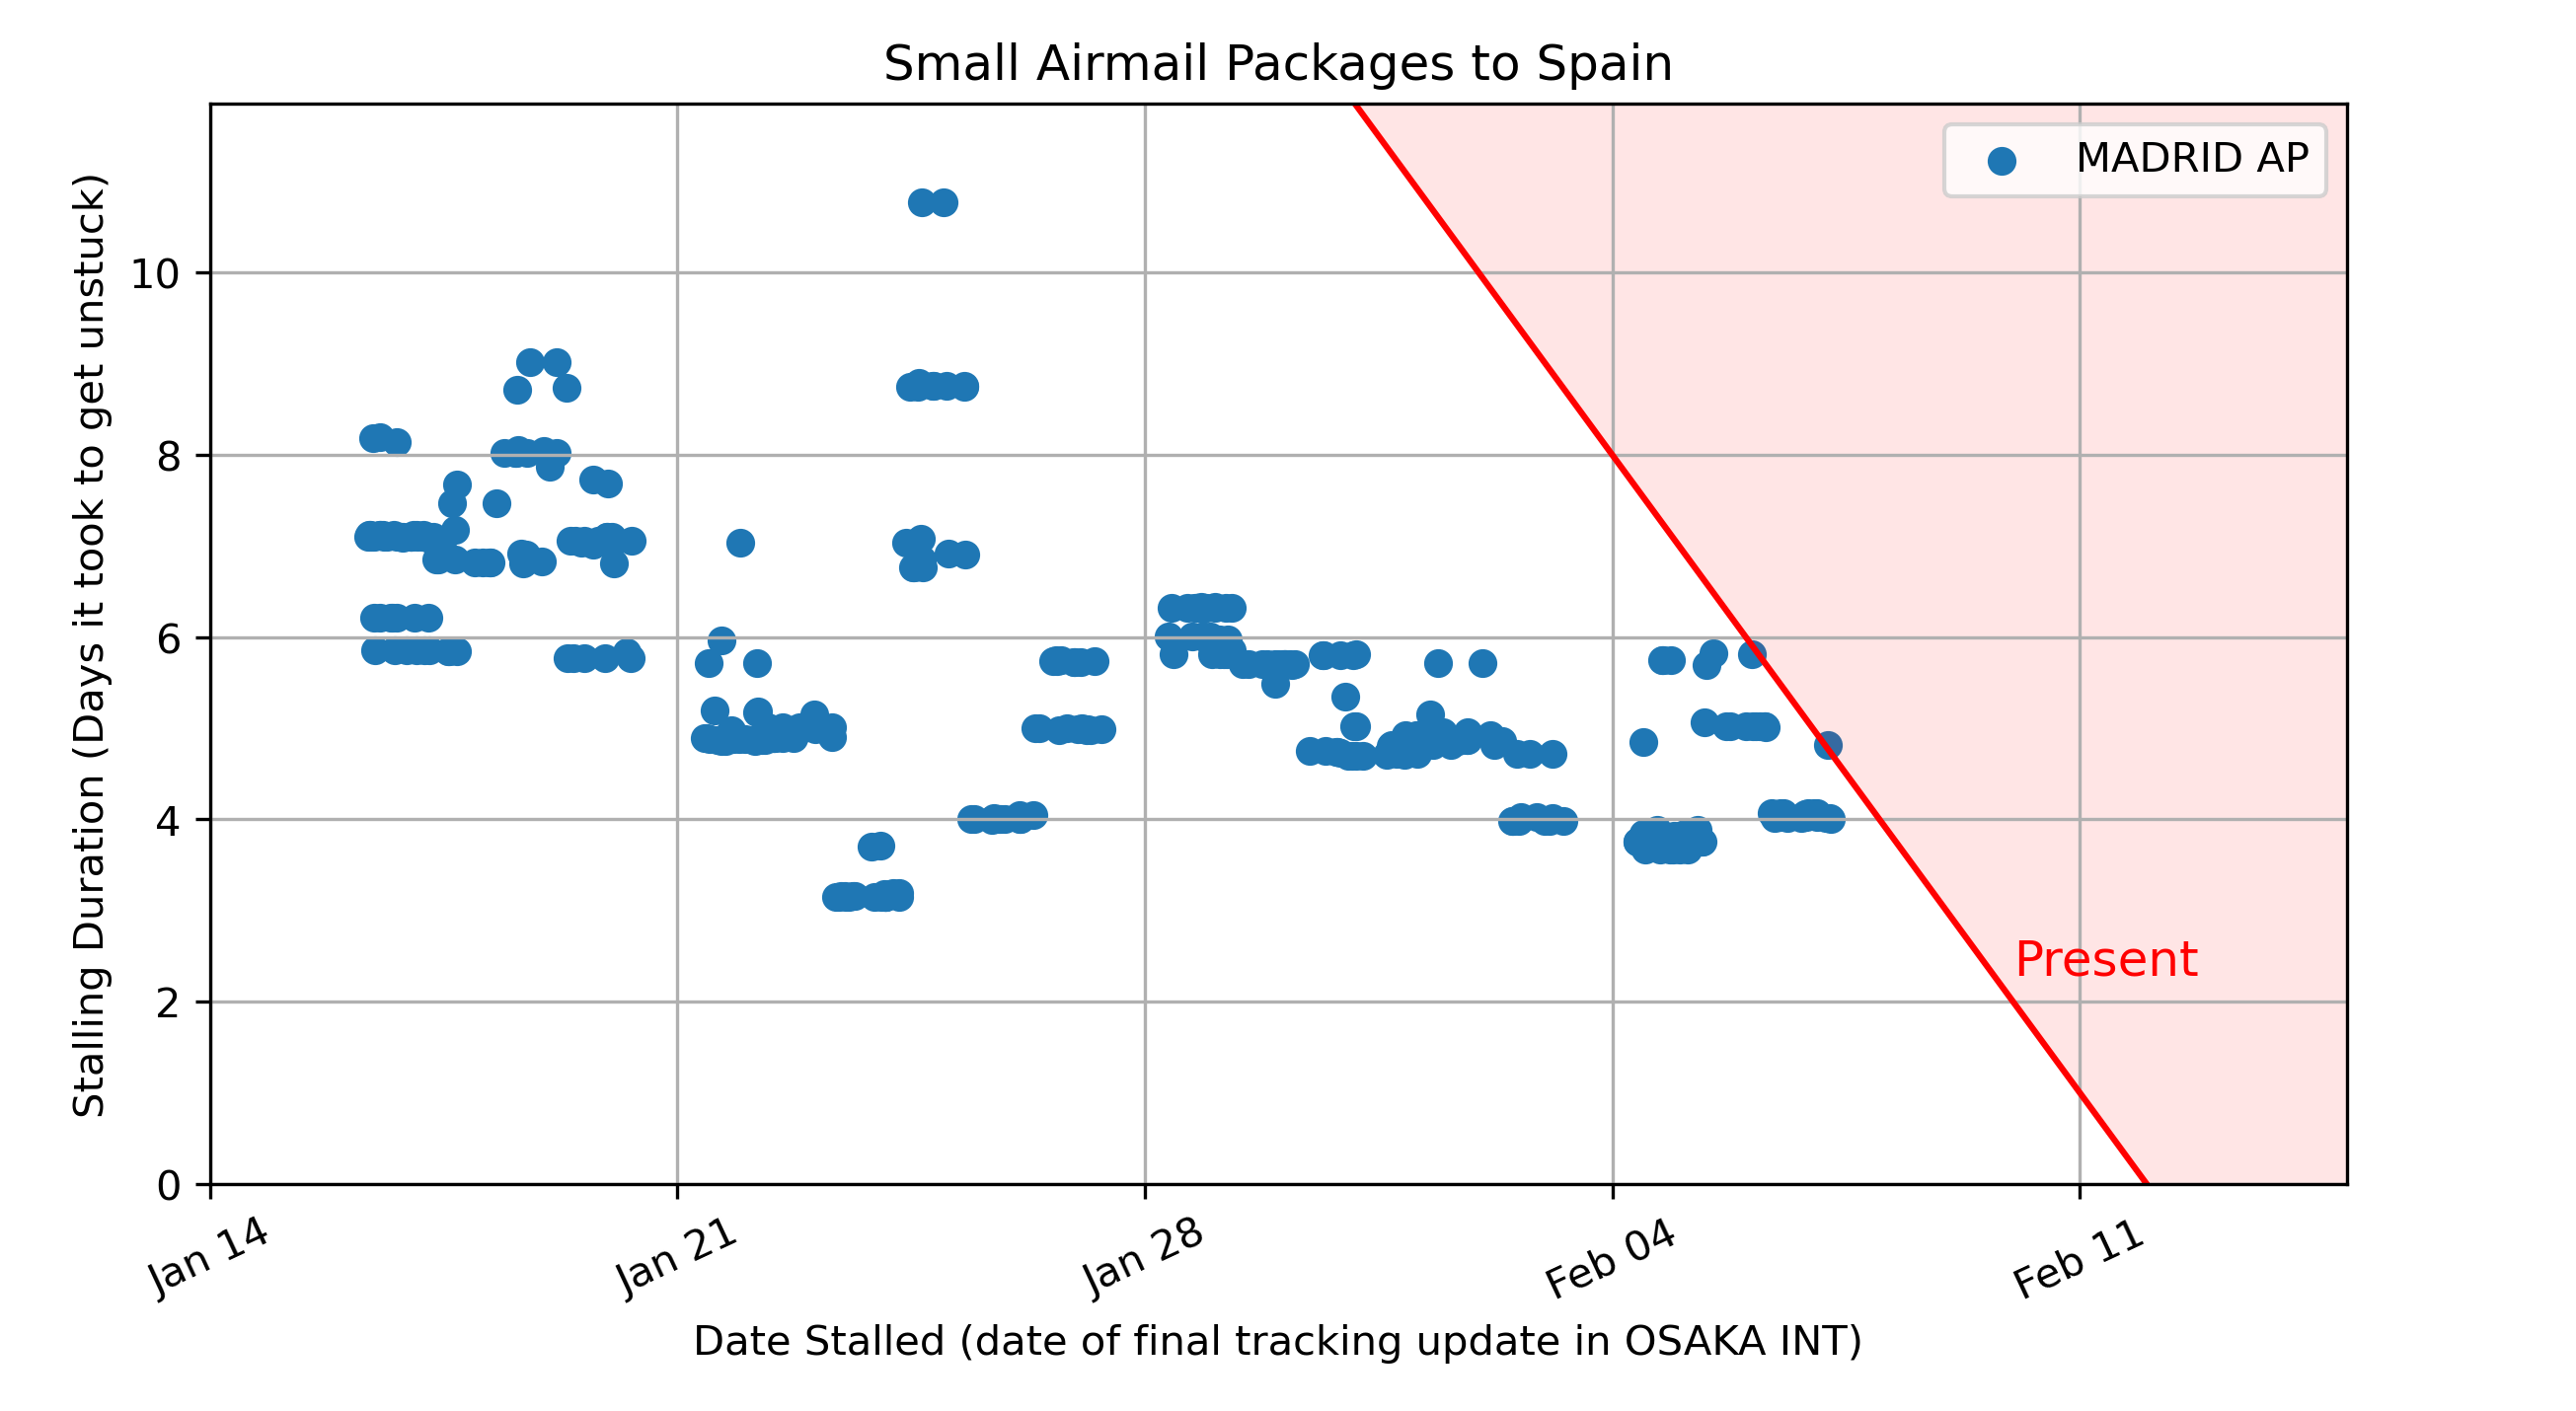 Small Airmail Packages to Spain
MADRID AP
Stalling Duration (Days it took to get unstuck)
10
8
6
4
2
0
Present
Jan 14
Jan 21
Jan 28
Feb 04
Feb 11
Date Stalled (date of final tracking update in OSAKA INT)